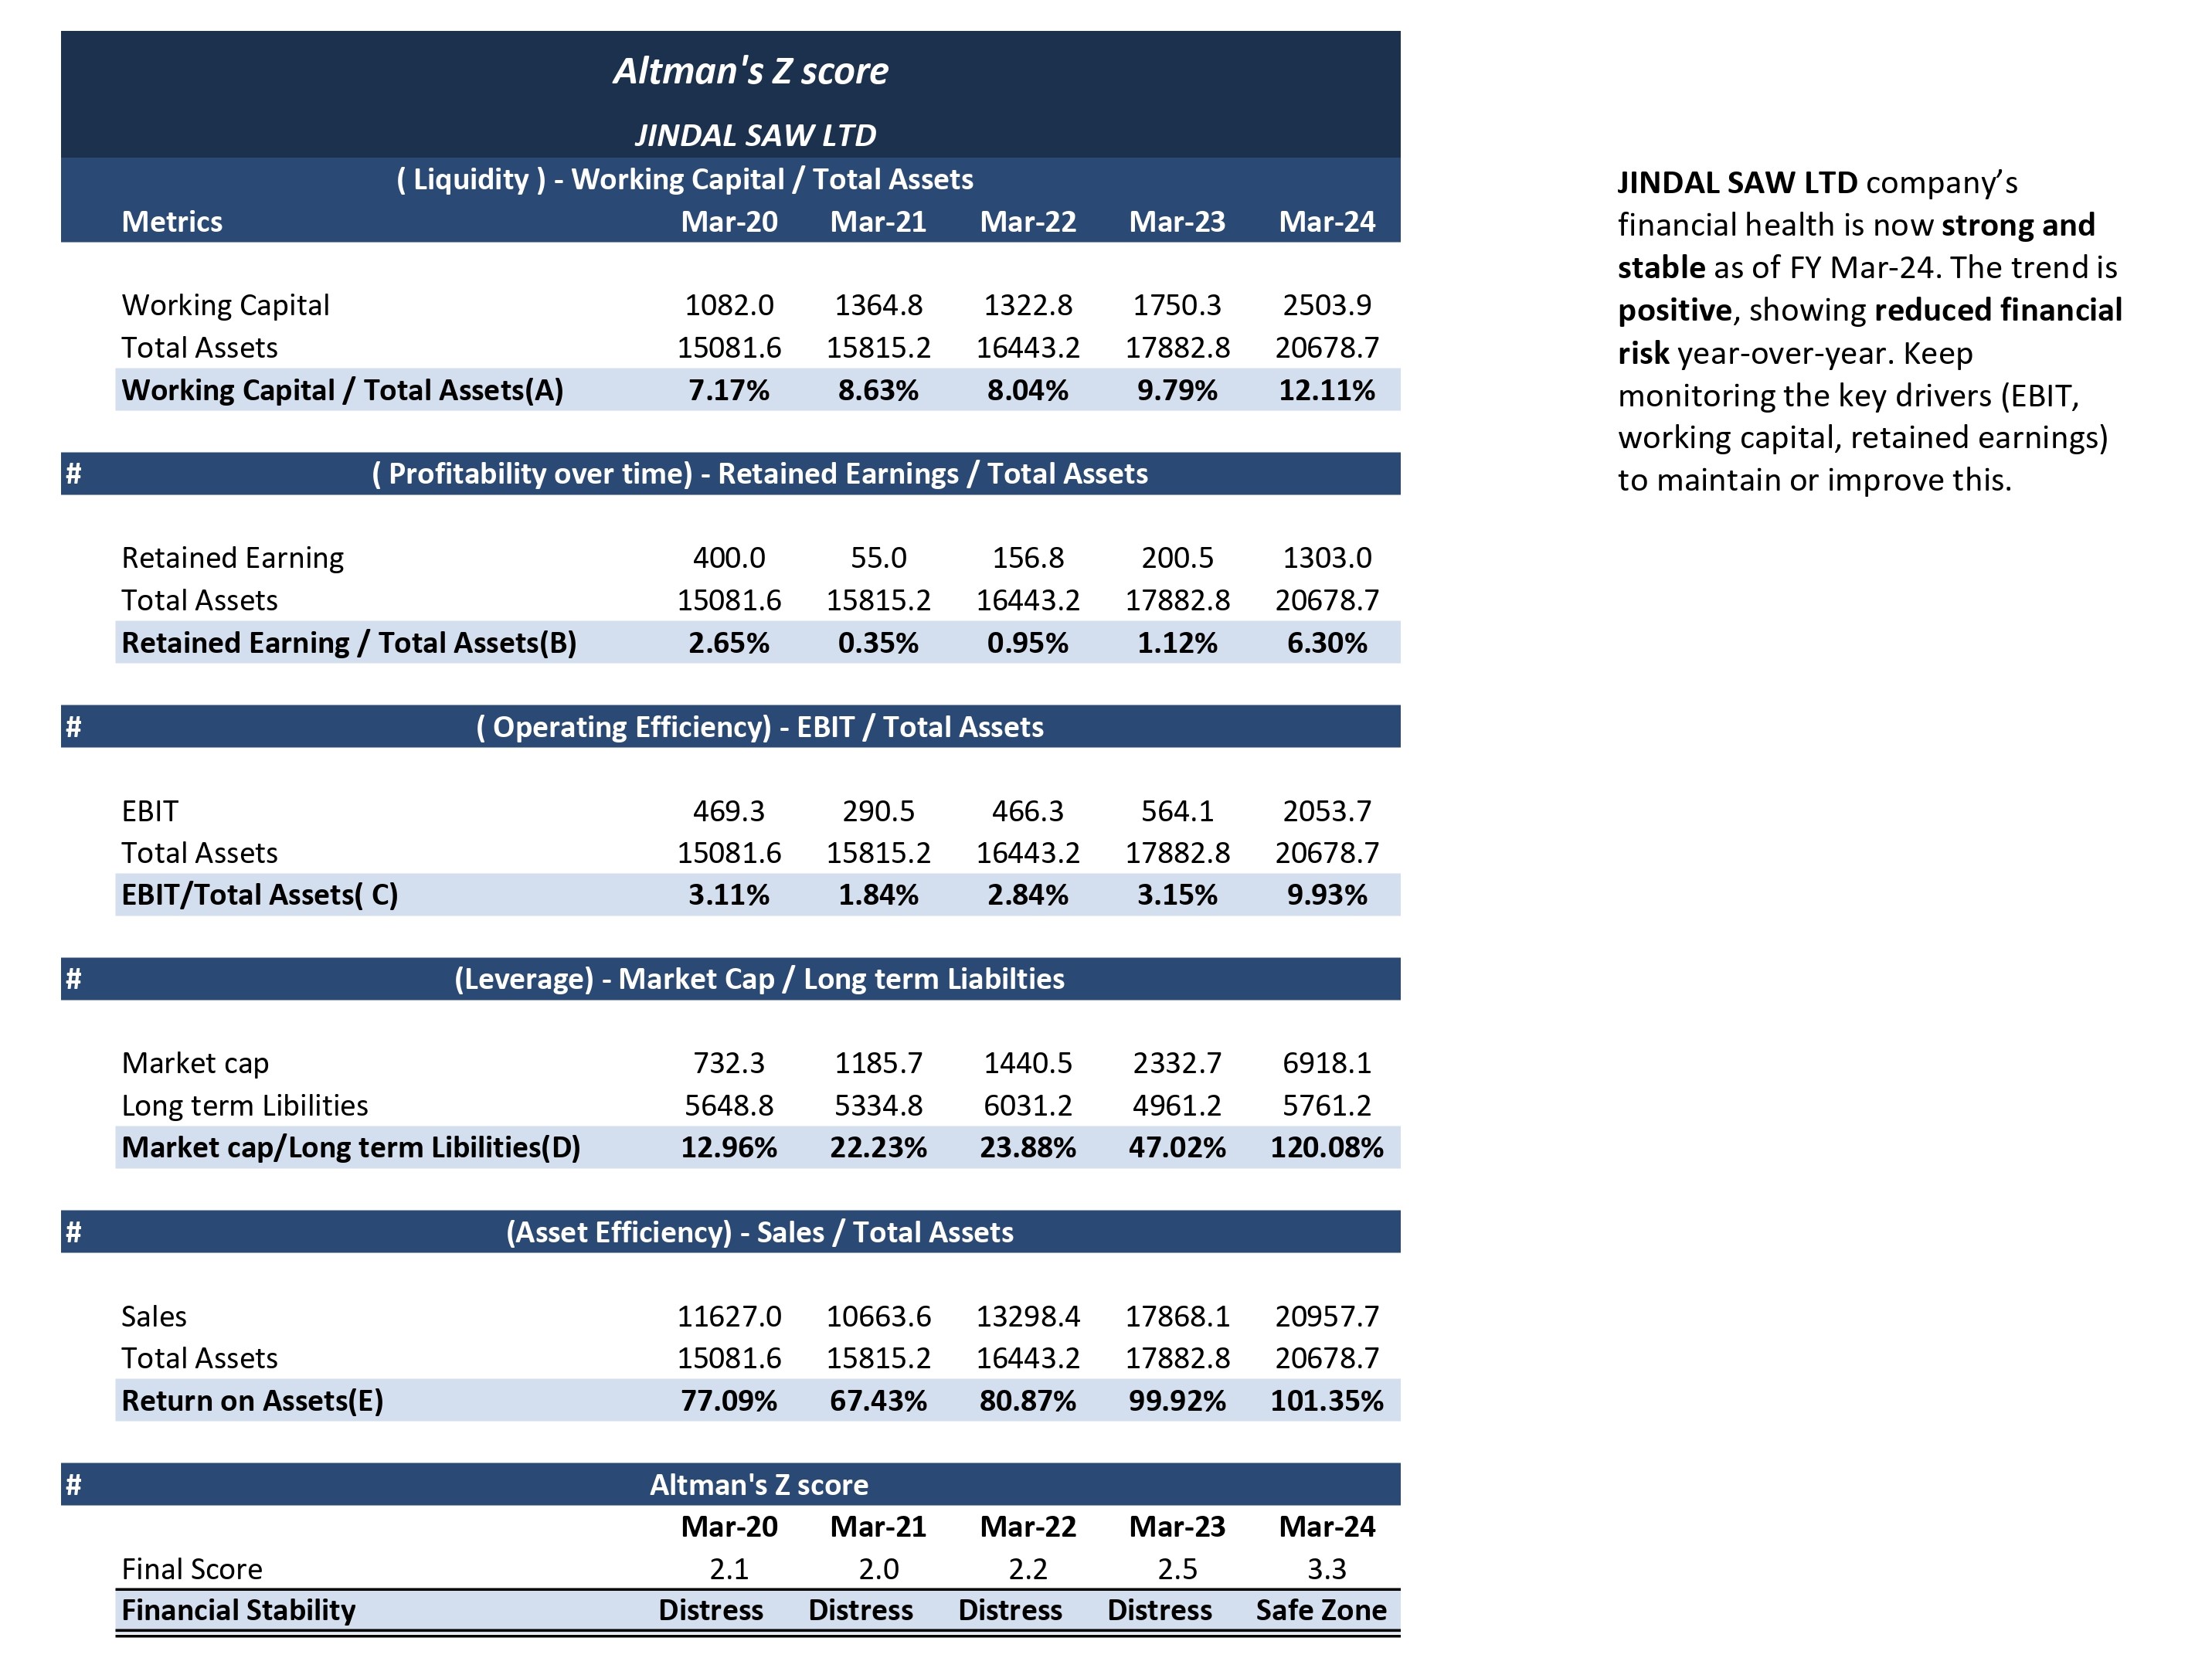 Altman's Z score
JINDAL SAW LTD
( Liquidity ) - Working Capital / Total Assets
Metrics Mar-20 Mar-21 Mar-22 Mar-23 Mar-24
Working Capital 1082.0 1364.8 1322.8 1750.3 2503.9
Total Assets 15081.6 15815.2 16443.2 17882.8 20678.7
Working Capital / Total Assets(A) 7.17% 8.63% 8.04% 9.79% 12.11%
# ( Profitability over time) - Retained Earnings / Total Assets
Retained Earning 400.0 55.0 156.8 200.5 1303.0
Total Assets 15081.6 15815.2 16443.2 17882.8 20678.7
Retained Earning / Total Assets(B) 2.65% 0.35% 0.95% 1.12% 6.30%
# ( Operating Efficiency) - EBIT / Total Assets
EBIT 469.3 290.5 466.3 564.1 2053.7
Total Assets 15081.6 15815.2 16443.2 17882.8 20678.7
EBIT/Total Assets( C) 3.11% 1.84% 2.84% 3.15% 9.93%
# (Leverage) - Market Cap / Long term Liabilties
Market cap 732.3 1185.7 1440.5 2332.7 6918.1
Long term Libilities 5648.8 5334.8 6031.2 4961.2 5761.2
Market cap/Long term Libilities(D) 12.96% 22.23% 23.88% 47.02% 120.08%
# (Asset Efficiency) - Sales / Total Assets
Sales 11627.0 10663.6 13298.4 17868.1 20957.7
Total Assets 15081.6 15815.2 16443.2 17882.8 20678.7
Return on Assets(E) 77.09% 67.43% 80.87% 99.92% 101.35%
# Altman's Z score
Mar-20 Mar-21 Mar-22 Mar-23 Mar-24
Final Score 2.1 2.0 2.2 2.5 3.3
Financial Stability Distress Distress Distress Distress Safe Zone
JINDAL SAW LTD company’s
financial health is now strong and
stable as of FY Mar-24. The trend is
positive, showing reduced financial
risk year-over-year. Keep
monitoring the key drivers (EBIT,
working capital, retained earnings)
to maintain or improve this.